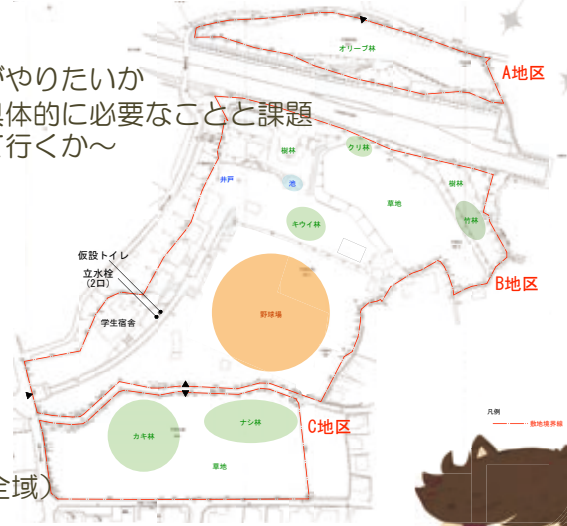 がやりたいか
具体的に必要なことと課題
て行くか～
オリーブ林
A地区
樹林
クリ林
井戸
池
樹林
草地
竹林
キウイ林
仮設トイレ
立水栓
(2口)
B地区
学生宿舎
野球場
C地区
カキ林
ナシ林
草地
凡例
敷地境界線
全域)